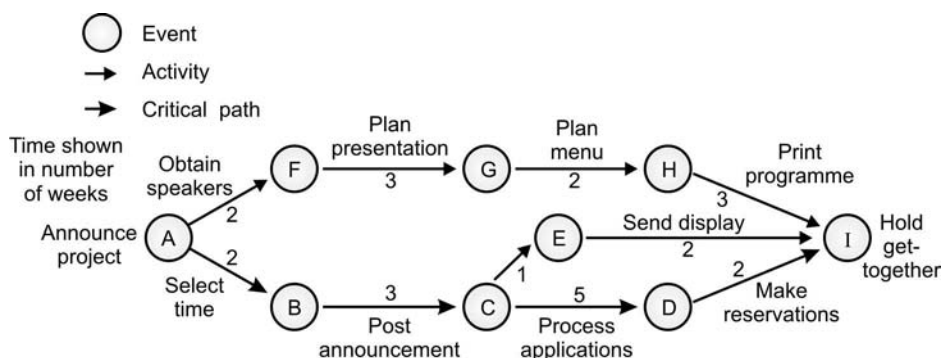 Event
Activity
Critical path
Time shown
in number
of weeks
Announce
project
A
Obtain
speakers
2
F
Plan
presentation
3
G
Plan
menu
2
H
Print
programme
3
2
Select
time
B
3
Post
announcement
C
1
E
Send display
2
5
Process
applications
D
2
Make
reservations
I
Hold
get-
together